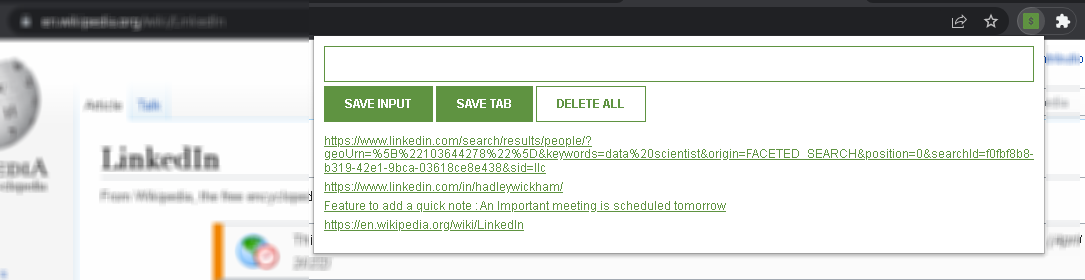 en.wikipedia.org/wiki/LinkedIn
SAVE INPUT SAVE TAB DELETE ALL
https://www.linkedin.com/search/results/people/?
geoUrn=%5B%22103644278%22%5D&keywords=data%20scientist&origin=FACETED_SEARCH&position=0&searchId=f0fbf8b8-
b319-42e1-9bca-03618ce8e438&sid=llc
https://www.linkedin.com/in/hadleywickham/
Feature to add a quick note : An Important meeting is scheduled tomorrow
https://en.wikipedia.org/wiki/LinkedIn
Article Talk
LinkedIn
From Wikipedia, the free encycloped
Thi